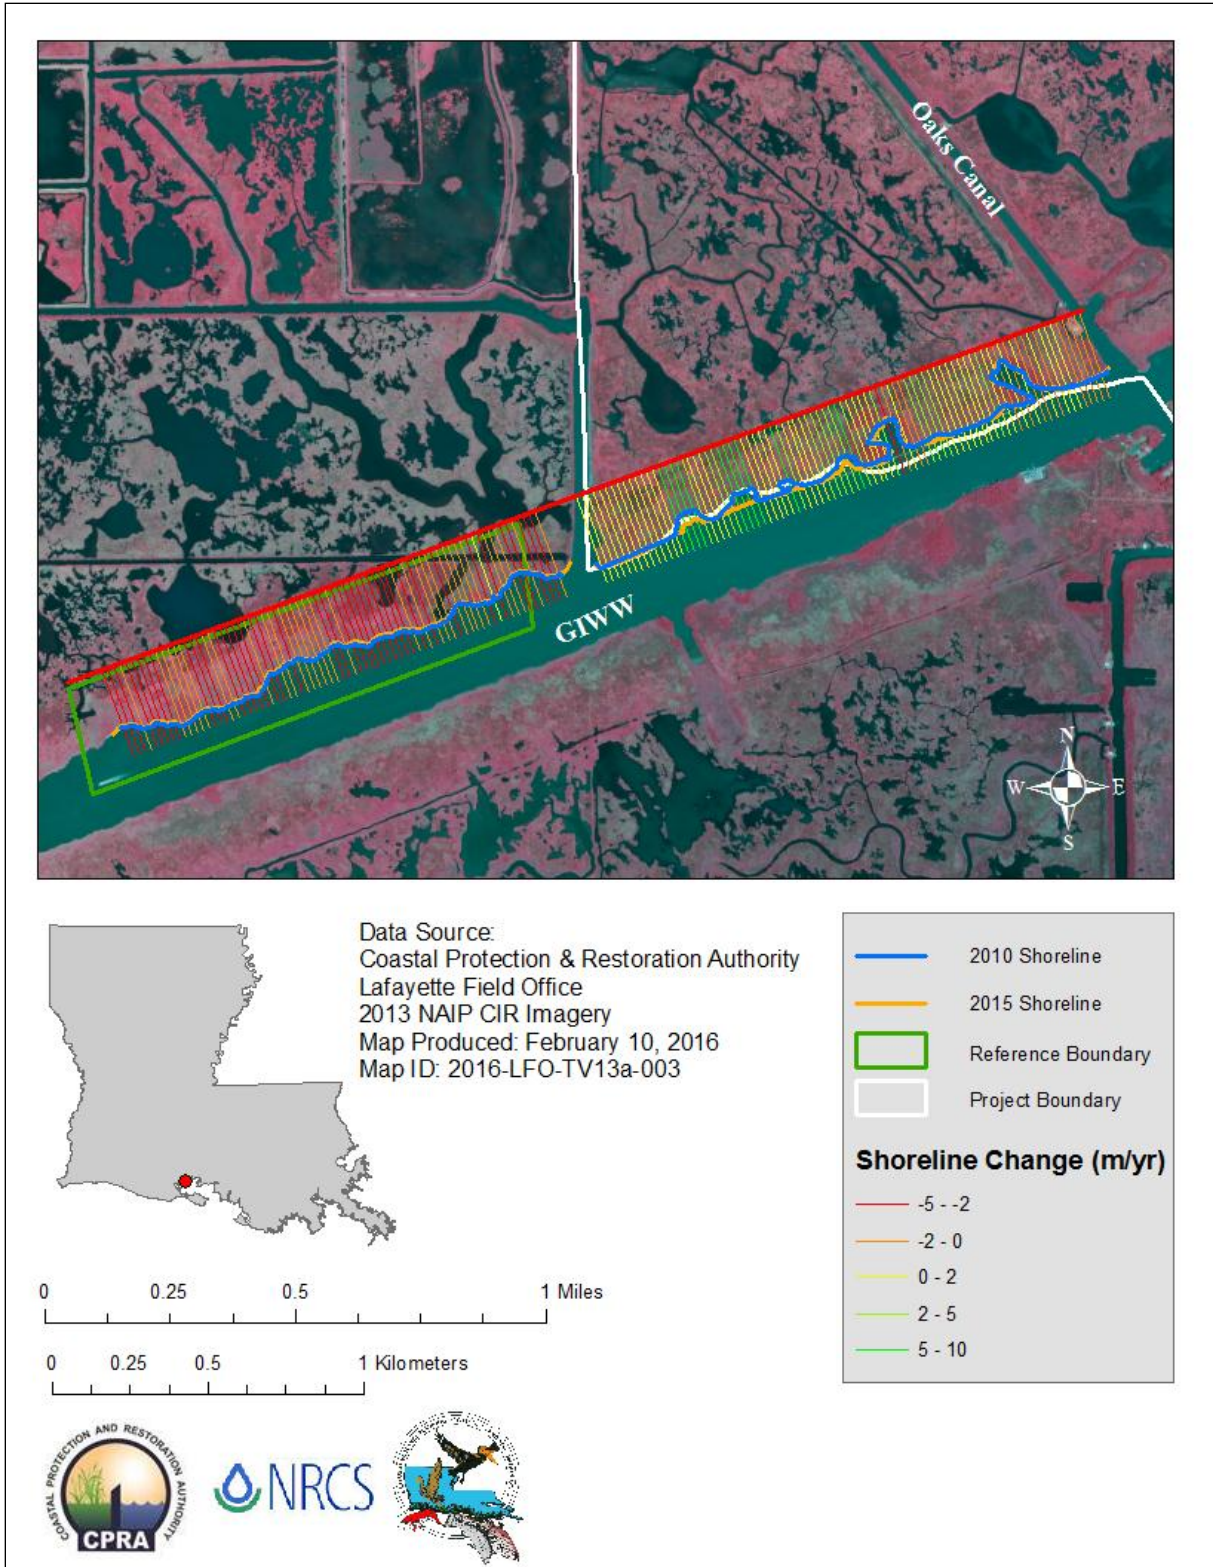 Oaks Canal
GIWW
N
W
E
S
Data Source:
Coastal Protection & Restoration Authority
Lafayette Field Office
2013 NAIP CIR Imagery
Map Produced: February 10, 2016
Map ID: 2016-LFO-TV13a-003
2010 Shoreline
2015 Shoreline
Reference Boundary
Project Boundary
Shoreline Change (m/yr)
-5 - -2
-2 - 0
0 - 2
2 - 5
5 - 10
0 0.25 0.5 1 Miles
0 0.25 0.5 1 Kilometers
COASTAL PROTECTION AND RESTORATION AUTHORITY
CPRA
NRCS